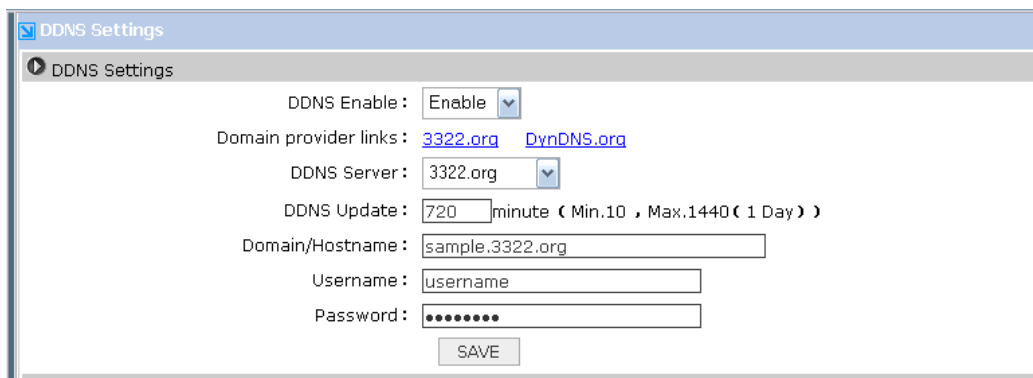 DDNS Settings
DDNS Settings
DDNS Enable: Enable
Domain provider links: 3322.org DynDNS.org
DDNS Server: 3322.org
DDNS Update: 720 minute ( Min.10 , Max.1440( 1 Day) )
Domain/Hostname: sample.3322.org
Username: username
Password: ●●●●●●●●
SAVE